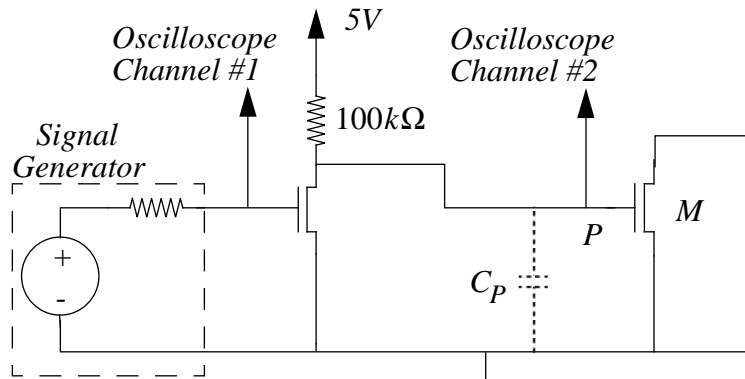 Oscilloscope
Channel #1
5V
Oscilloscope
Channel #2
100kΩ
Signal
Generator
M
P
+
-
C_P